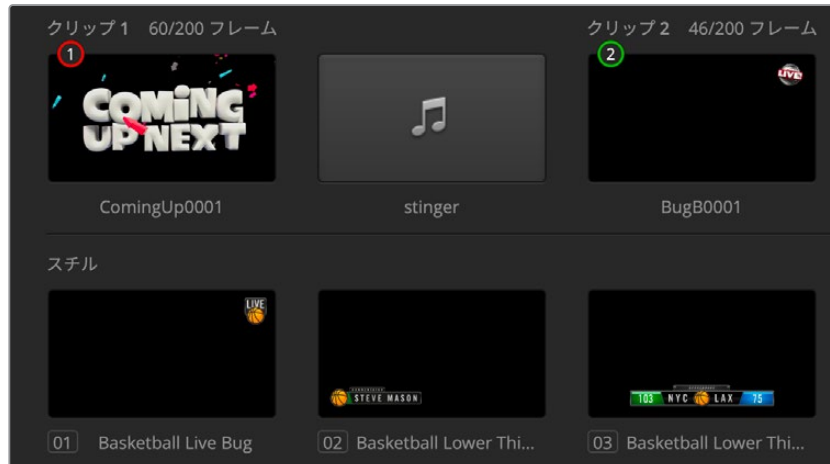 クリップ 1 60/200 フレーム
クリップ 2 46/200 フレーム
1
2
COMING
UP NEXT
LIVE!
ComingUp0001
stinger
BugB0001
スチル
LIVE
STEVE MASON
103 NYC LAX 75
01 Basketball Live Bug
02 Basketball Lower Thi...
03 Basketball Lower Thi...